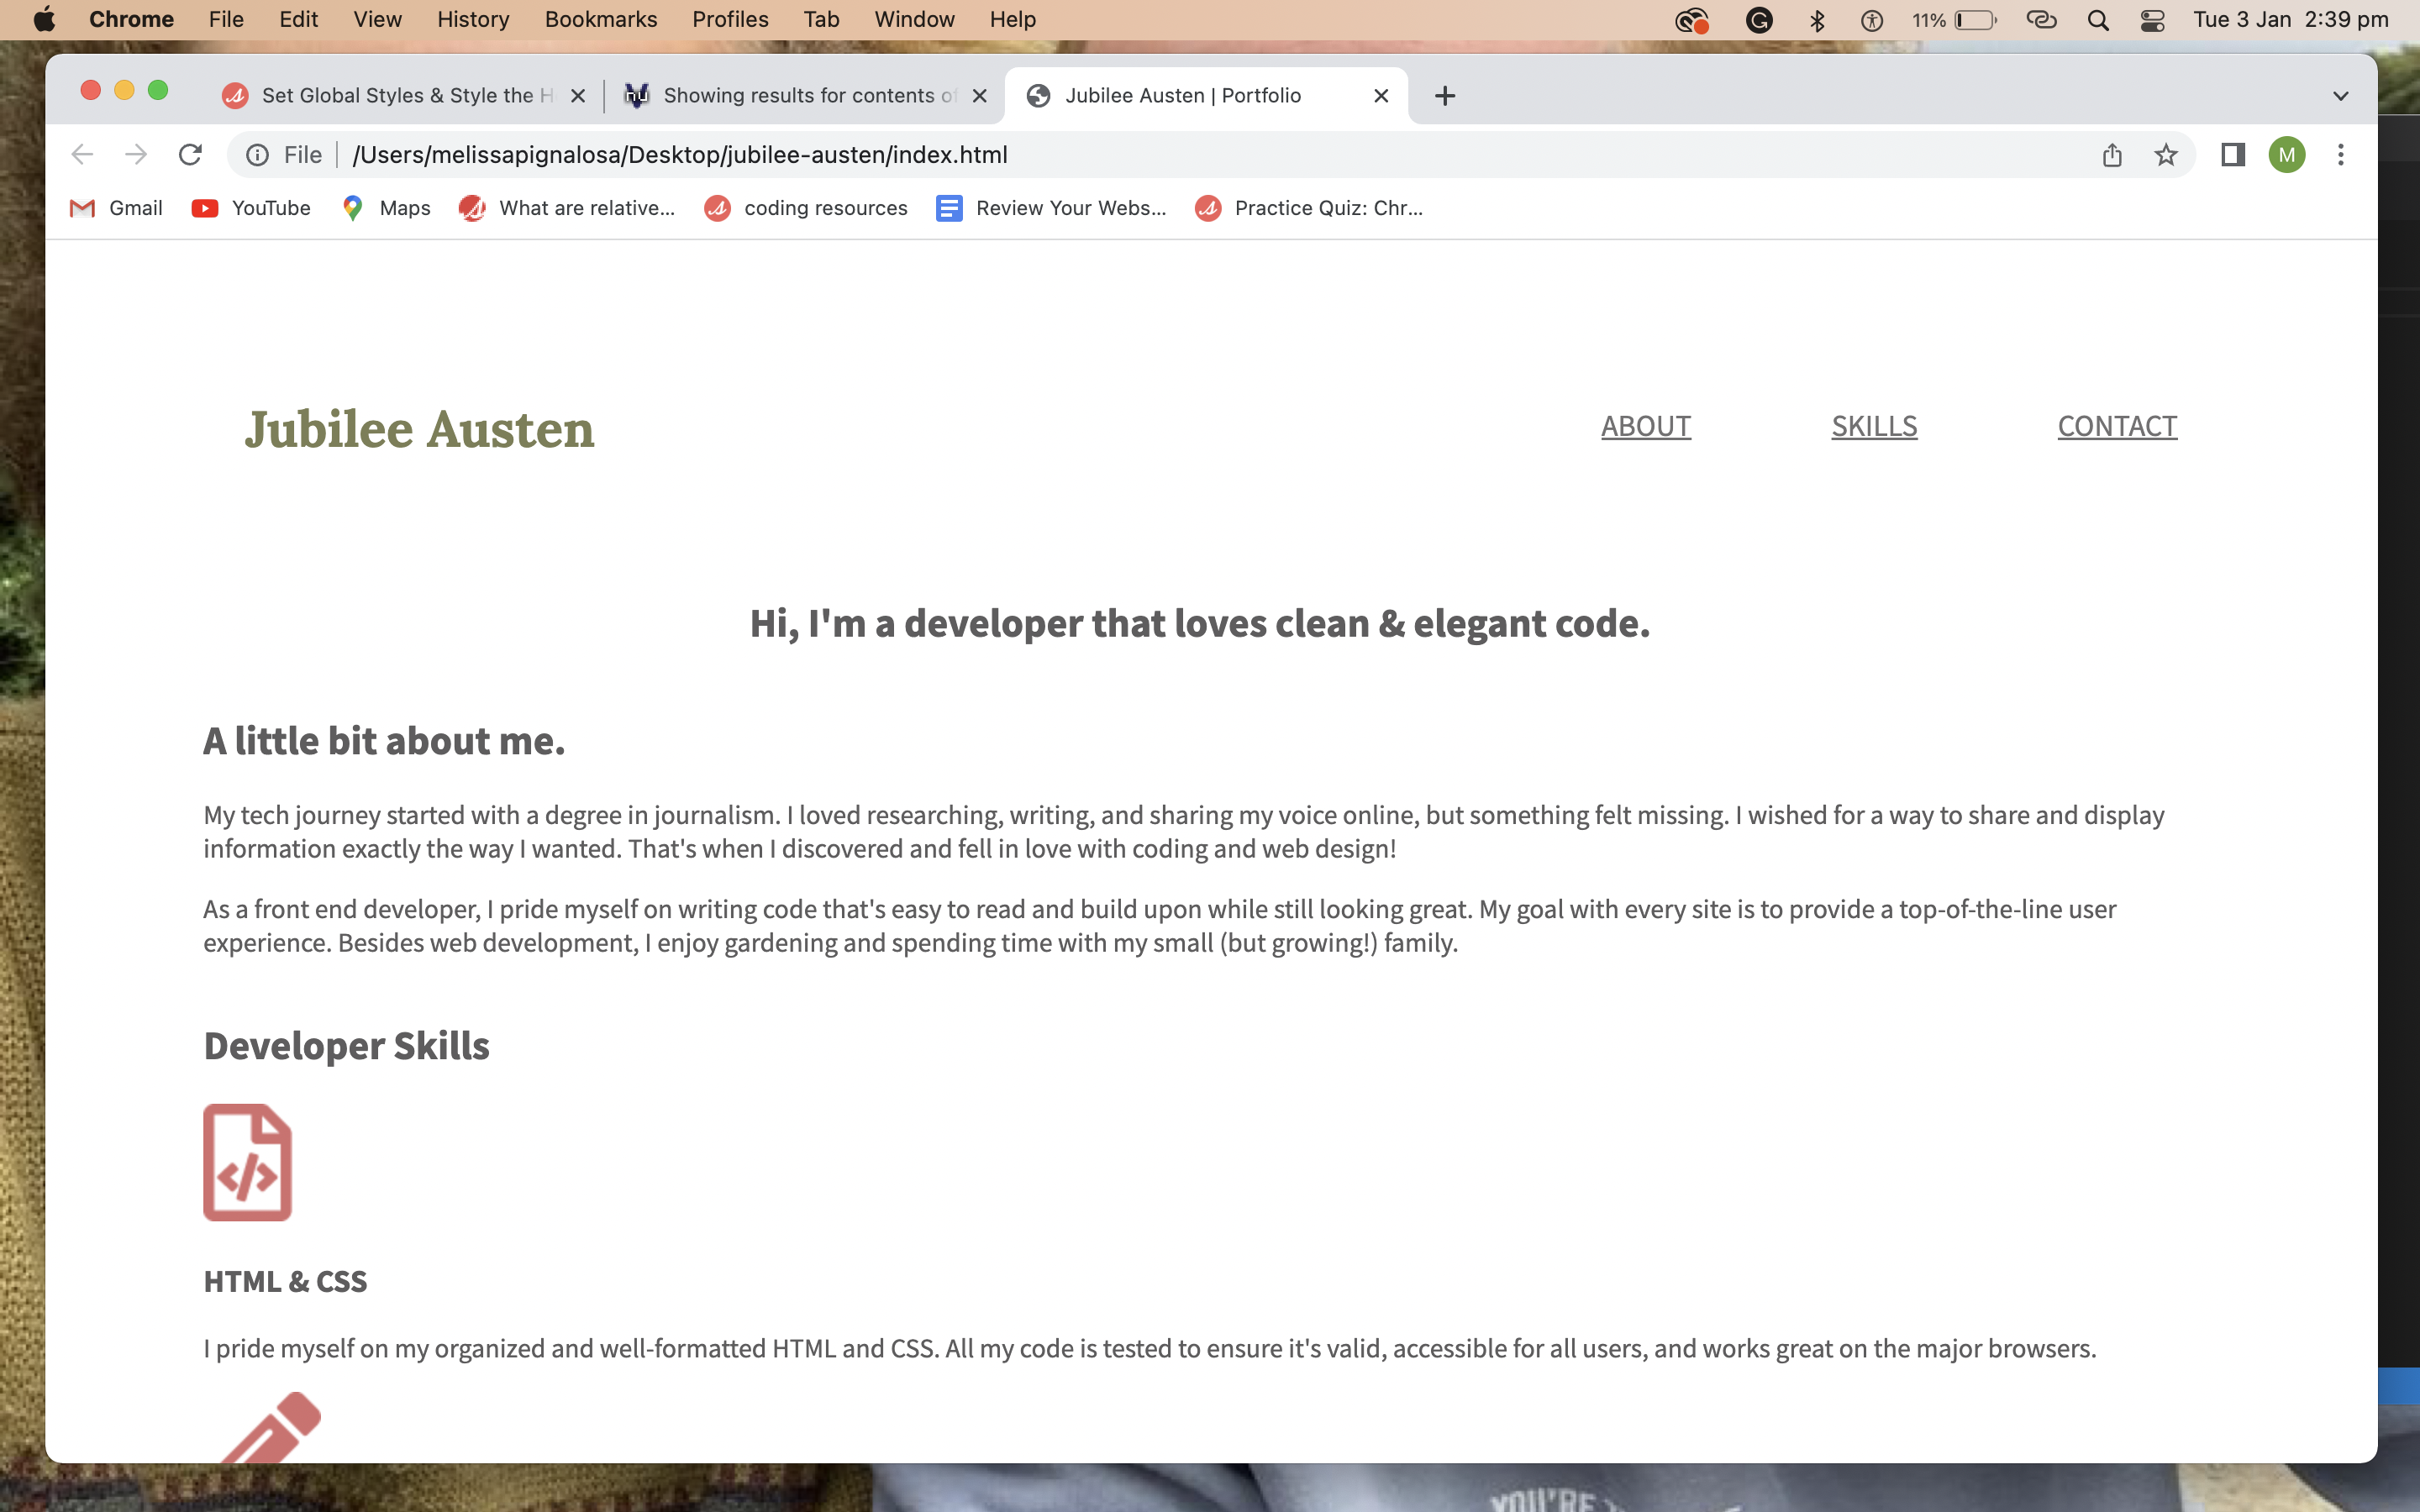 Chrome File Edit View History Bookmarks Profiles Tab Window Help 11% Tue 3 Jan 2:39 pm
Set Global Styles & Style the H Showing results for contents of Jubilee Austen | Portfolio
File /Users/melissapignalosa/Desktop/jubilee-austen/index.html M
Gmail YouTube Maps What are relative... coding resources Review Your Webs... Practice Quiz: Chr...
Jubilee Austen ABOUT SKILLS CONTACT
Hi, I'm a developer that loves clean & elegant code.
A little bit about me.
My tech journey started with a degree in journalism. I loved researching, writing, and sharing my voice online, but something felt missing. I wished for a way to share and display
information exactly the way I wanted. That's when I discovered and fell in love with coding and web design!
As a front end developer, I pride myself on writing code that's easy to read and build upon while still looking great. My goal with every site is to provide a top-of-the-line user
experience. Besides web development, I enjoy gardening and spending time with my small (but growing!) family.
Developer Skills
</>
HTML & CSS
I pride myself on my organized and well-formatted HTML and CSS. All my code is tested to ensure it's valid, accessible for all users, and works great on the major browsers.
YOU'RE